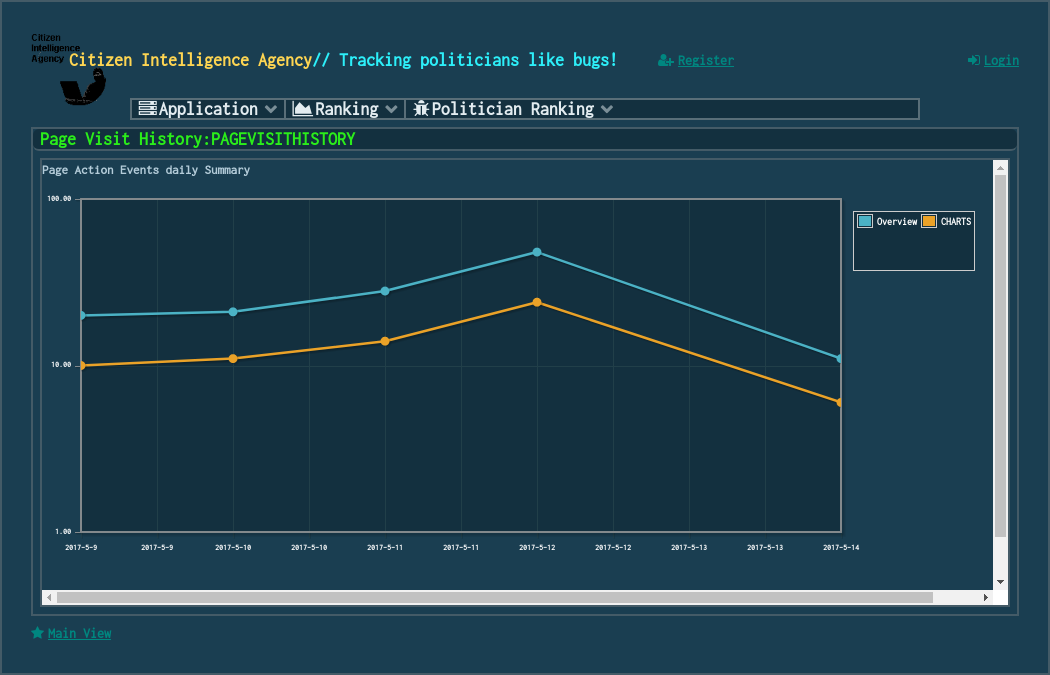 Citizen
Intelligence
Agency
Citizen Intelligence Agency// Tracking politicians like bugs!
Register
Login
Application Ranking Politician Ranking
Page Visit History:PAGEVISITHISTORY
Page Action Events daily Summary
100.00
Overview CHARTS
10.00
1.00
2017-5-9 2017-5-9 2017-5-10 2017-5-10 2017-5-11 2017-5-11 2017-5-12 2017-5-12 2017-5-13 2017-5-13 2017-5-14
Main View